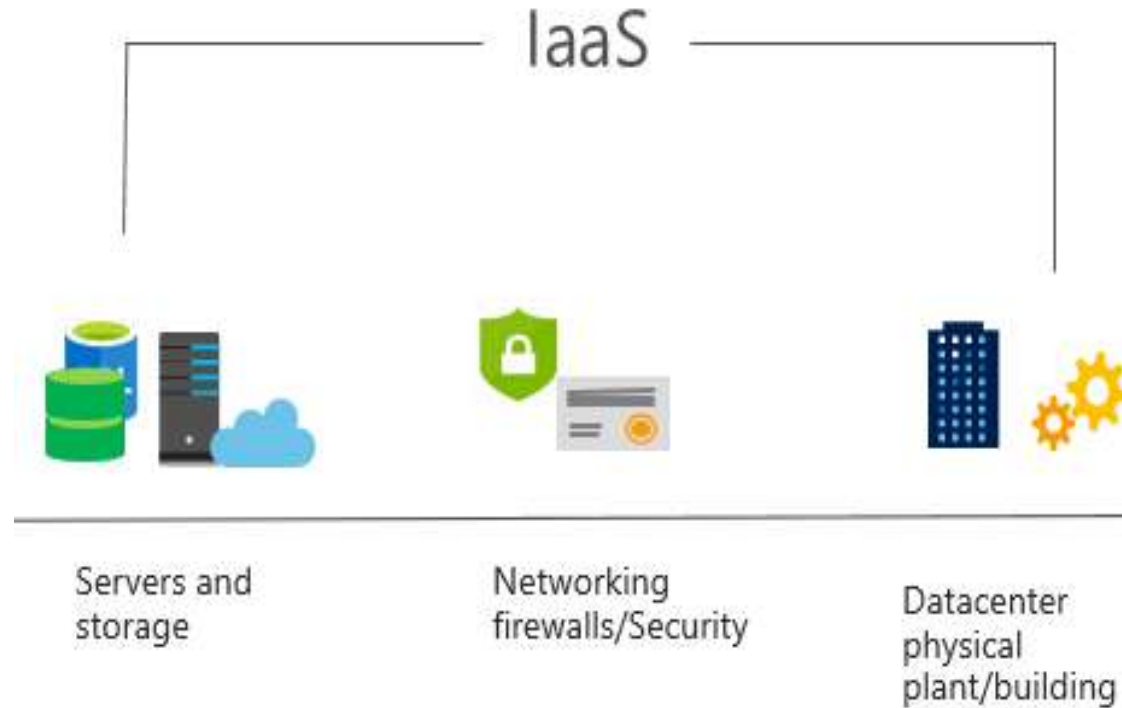 IaaS
Servers and
storage
Networking
firewalls/Security
Datacenter
physical
plant/building